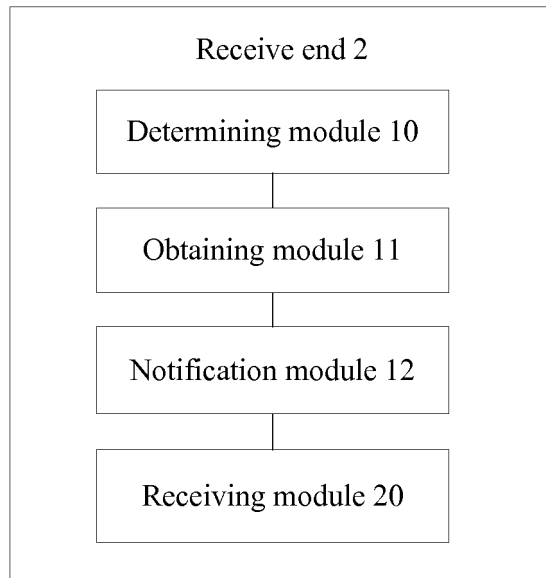 Receive end 2
Determining module 10
Obtaining module 11
Notification module 12
Receiving module 20